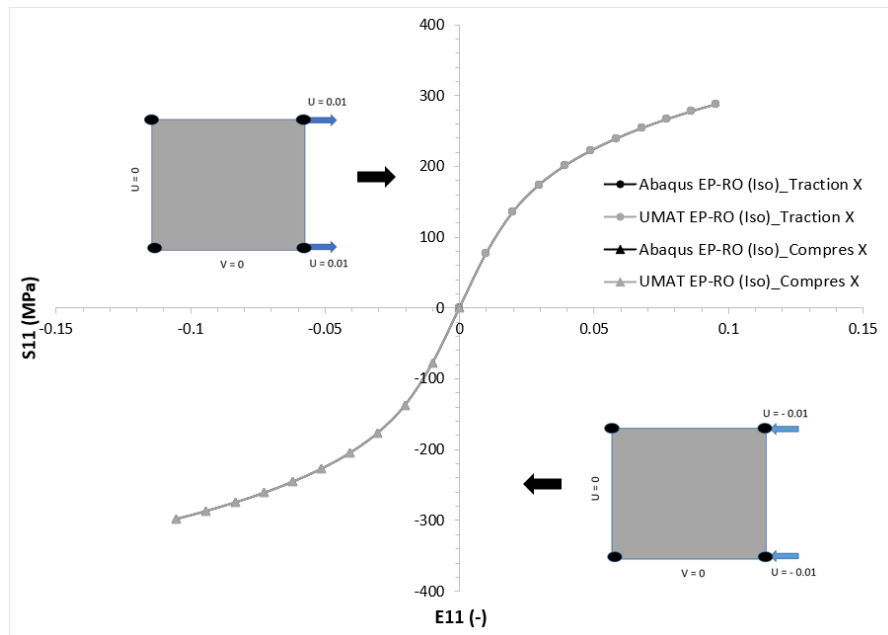 400
300
200
100
0
-100
-200
-300
-400
-0.15
-0.1
-0.05
0
0.05
0.1
0.15
S11 (MPa)
E11 (-)
U = 0.01
U = 0
V = 0
U = 0.01
Abaqus EP-RO (Iso)_Traction X
UMAT EP-RO (Iso)_Traction X
Abaqus EP-RO (Iso)_Compres X
UMAT EP-RO (Iso)_Compres X
U = - 0.01
U = 0
V = 0
U = - 0.01